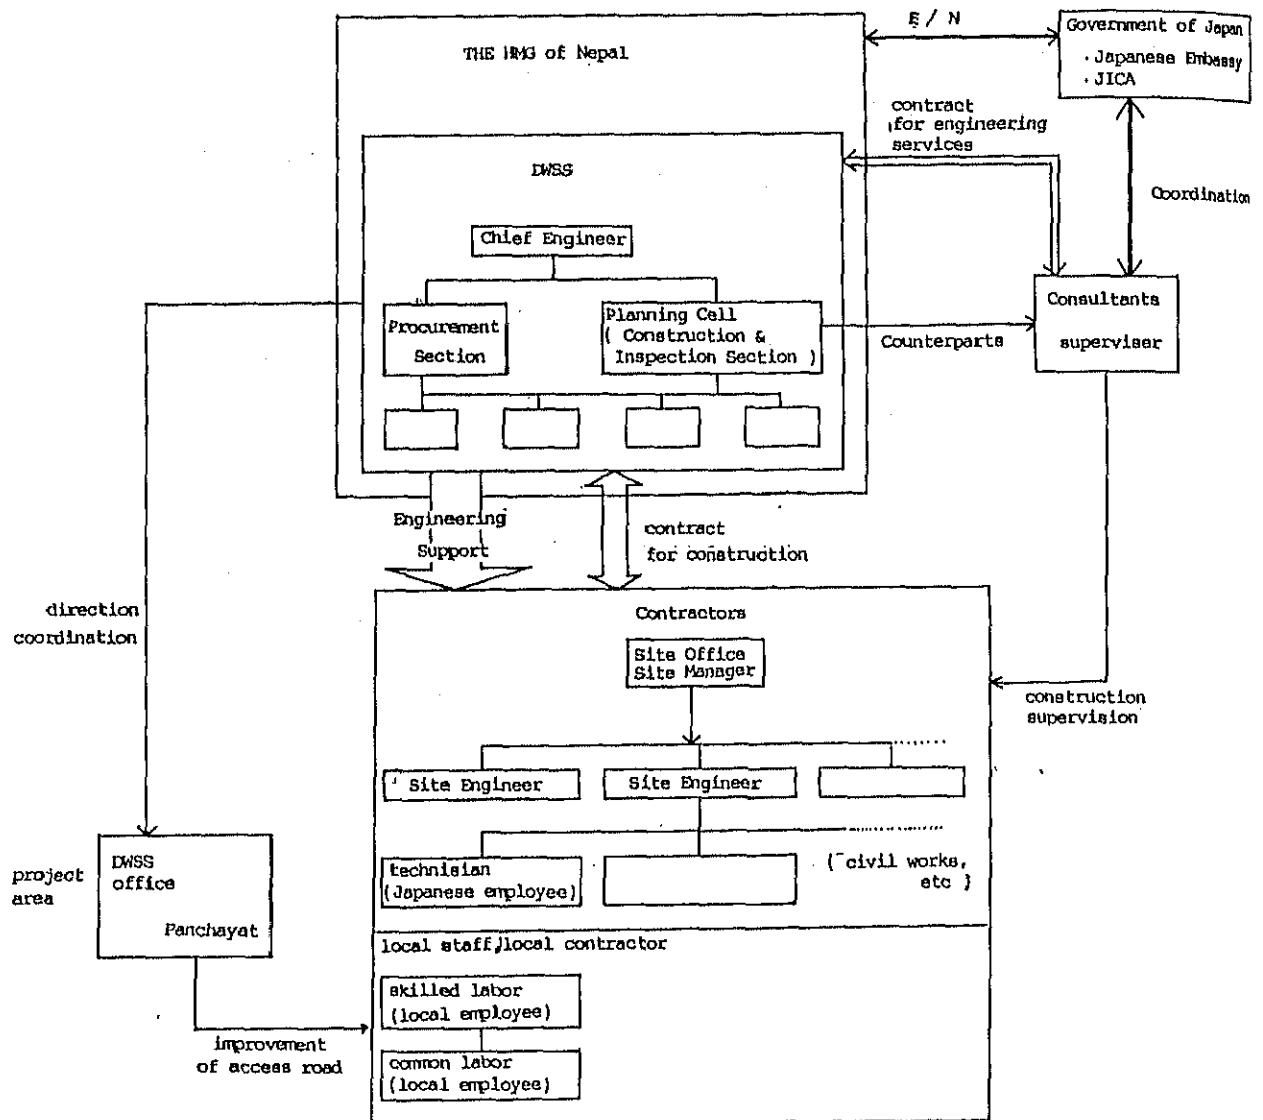 E / N
Government of Japan
. Japanese Embassy
. JICA
THE HMG of Nepal
contract
for engineering
services
DWSS
Coordination
Chief Engineer
Procurement
Section
Planning Cell
( Construction &
Inspection Section )
Counterparts
Consultants
superviser
Engineering
Support
contract
for construction
direction
coordination
Contractors
Site Office
Site Manager
construction
supervision
Site Engineer
Site Engineer
project
area
DWSS
office
Panchayat
technisian
(Japanese employee)
( civil works,
etc )
local staff, local contractor
skilled labor
(local employee)
improvement
of access road
common labor
(local employee)